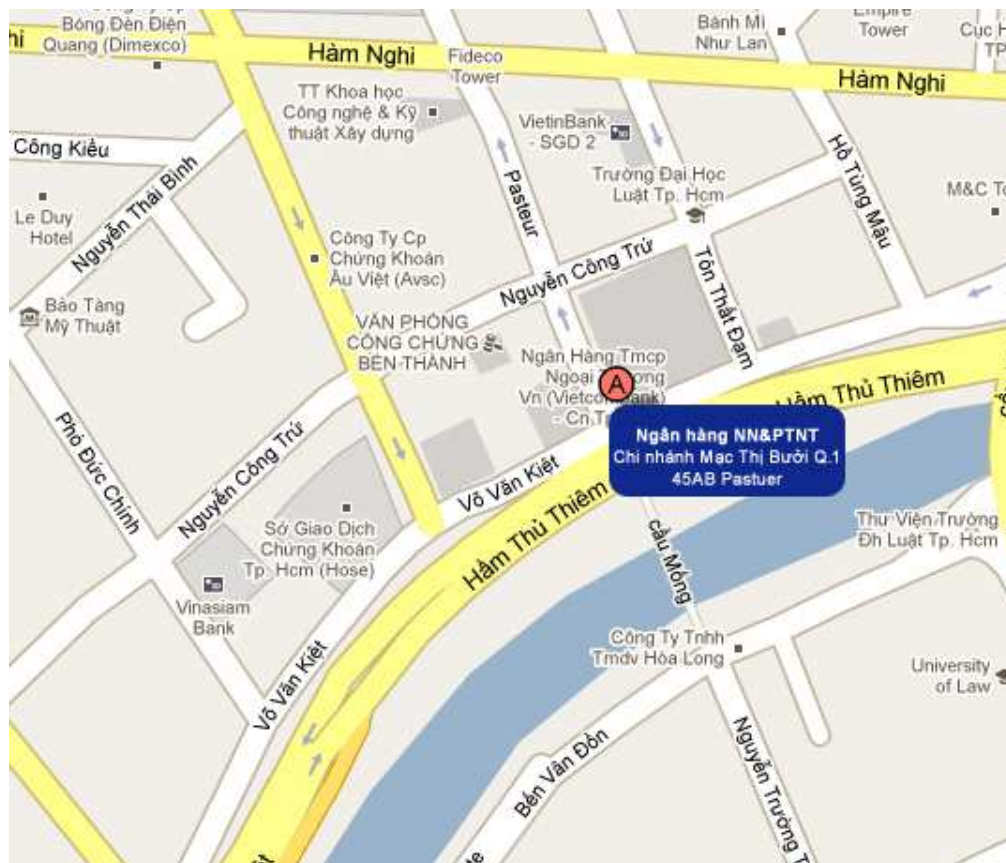 Bóng Đèn Điện
Quang (Dimexco)
Hàm Nghi
Fideco
Tower
Bánh Mì
Như Lan
Empire
Tower
Cục H
TP
Hàm Nghi
TT Khoa học
Công nghệ & Kỹ
thuật Xây dựng
VietinBank
- SGD 2
Công Kiều
Nguyễn Thái Bình
Pasteur
Trường Đại Học
Luật Tp. Hcm
Hồ Tùng Mậu
M&C To
Le Duy
Hotel
Công Ty Cp
Chứng Khoán
Âu Việt (Avsc)
Nguyễn Công Trứ
Tôn Thất Đạm
Bảo Tàng
Mỹ Thuật
VĂN PHÒNG
CÔNG CHỨNG
BẾN THÀNH
Ngân Hàng Tmcp
Ngoại
Vn (Vietcombank)
- Cn
A
Hầm Thủ Thiêm
Ngân hàng NN&PTNT
Chi nhánh Mạc Thị Bưởi Q.1
45AB Pastuer
Phó Đức Chính
Nguyễn Công Trứ
Võ Văn Kiệt
Hầm Thủ Thiêm
Sở Giao Dịch
Chứng Khoán
Tp. Hcm (Hose)
cầu Mống
Thư Viện Trường
Đh Luật Tp. Hcm
Vinasiam
Bank
Công Ty Tnhh
Tmdv Hòa Long
University
of Law
Võ Văn Kiệt
Bến Vân Đồn
Nguyễn Trường T